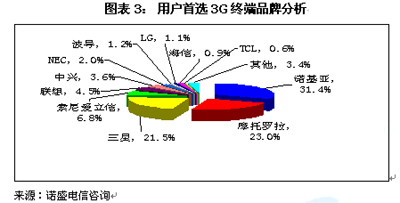 图表 3： 用户首选 3G 终端品牌分析
LG, 1.1%
波导, 1.2%
海信, 0.9%
TCL, 0.6%
NEC, 2.0%
其他, 3.4%
中兴, 3.6%
诺基亚, 31.4%
联想, 4.5%
索尼爱立信, 6.8%
摩托罗拉, 23.0%
三星, 21.5%
来源：诺盛电信咨询